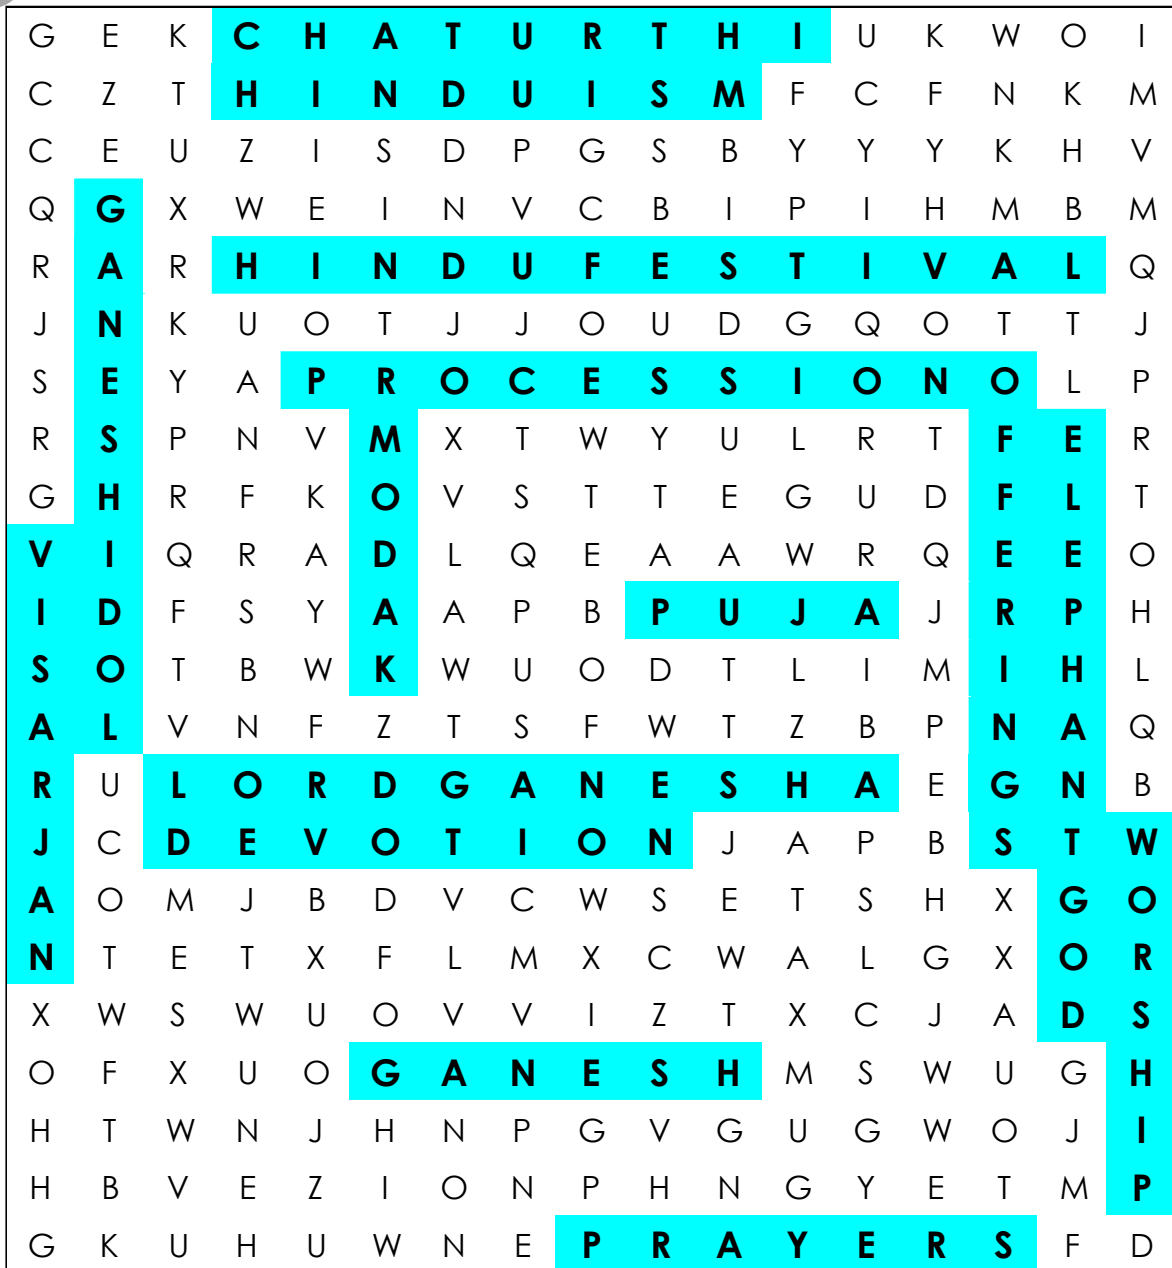 G E K C H A T U R T H I U K W O I
C Z T H I N D U I S M F C F N K M
C E U Z I S D P G S B Y Y Y K H V
Q G X W E I N V C B I P I H M B M
R A R H I N D U F E S T I V A L Q
J N K U O T J J O U D G Q O T T J
S E Y A P R O C E S S I O N O L P
R S P N V M X T W Y U L R T F E R
G H R F K O V S T T E G U D F L T
V I Q R A D L Q E A A W R Q E E O
I D F S Y A A P B P U J A J R P H
S O T B W K W U O D T L I M I H L
A L V N F Z T S F W T Z B P N A Q
R U L O R D G A N E S H A E G N B
J C D E V O T I O N J A P B S T W
A O M J B D V C W S E T S H X G O
N T E T X F L M X C W A L G X O R
X W S W U O V V I Z T X C J A D S
O F X U O G A N E S H M S W U G H
H T W N J H N P G V G U G W O J I
H B V E Z I O N P H N G Y E T M P
G K U H U W N E P R A Y E R S F D